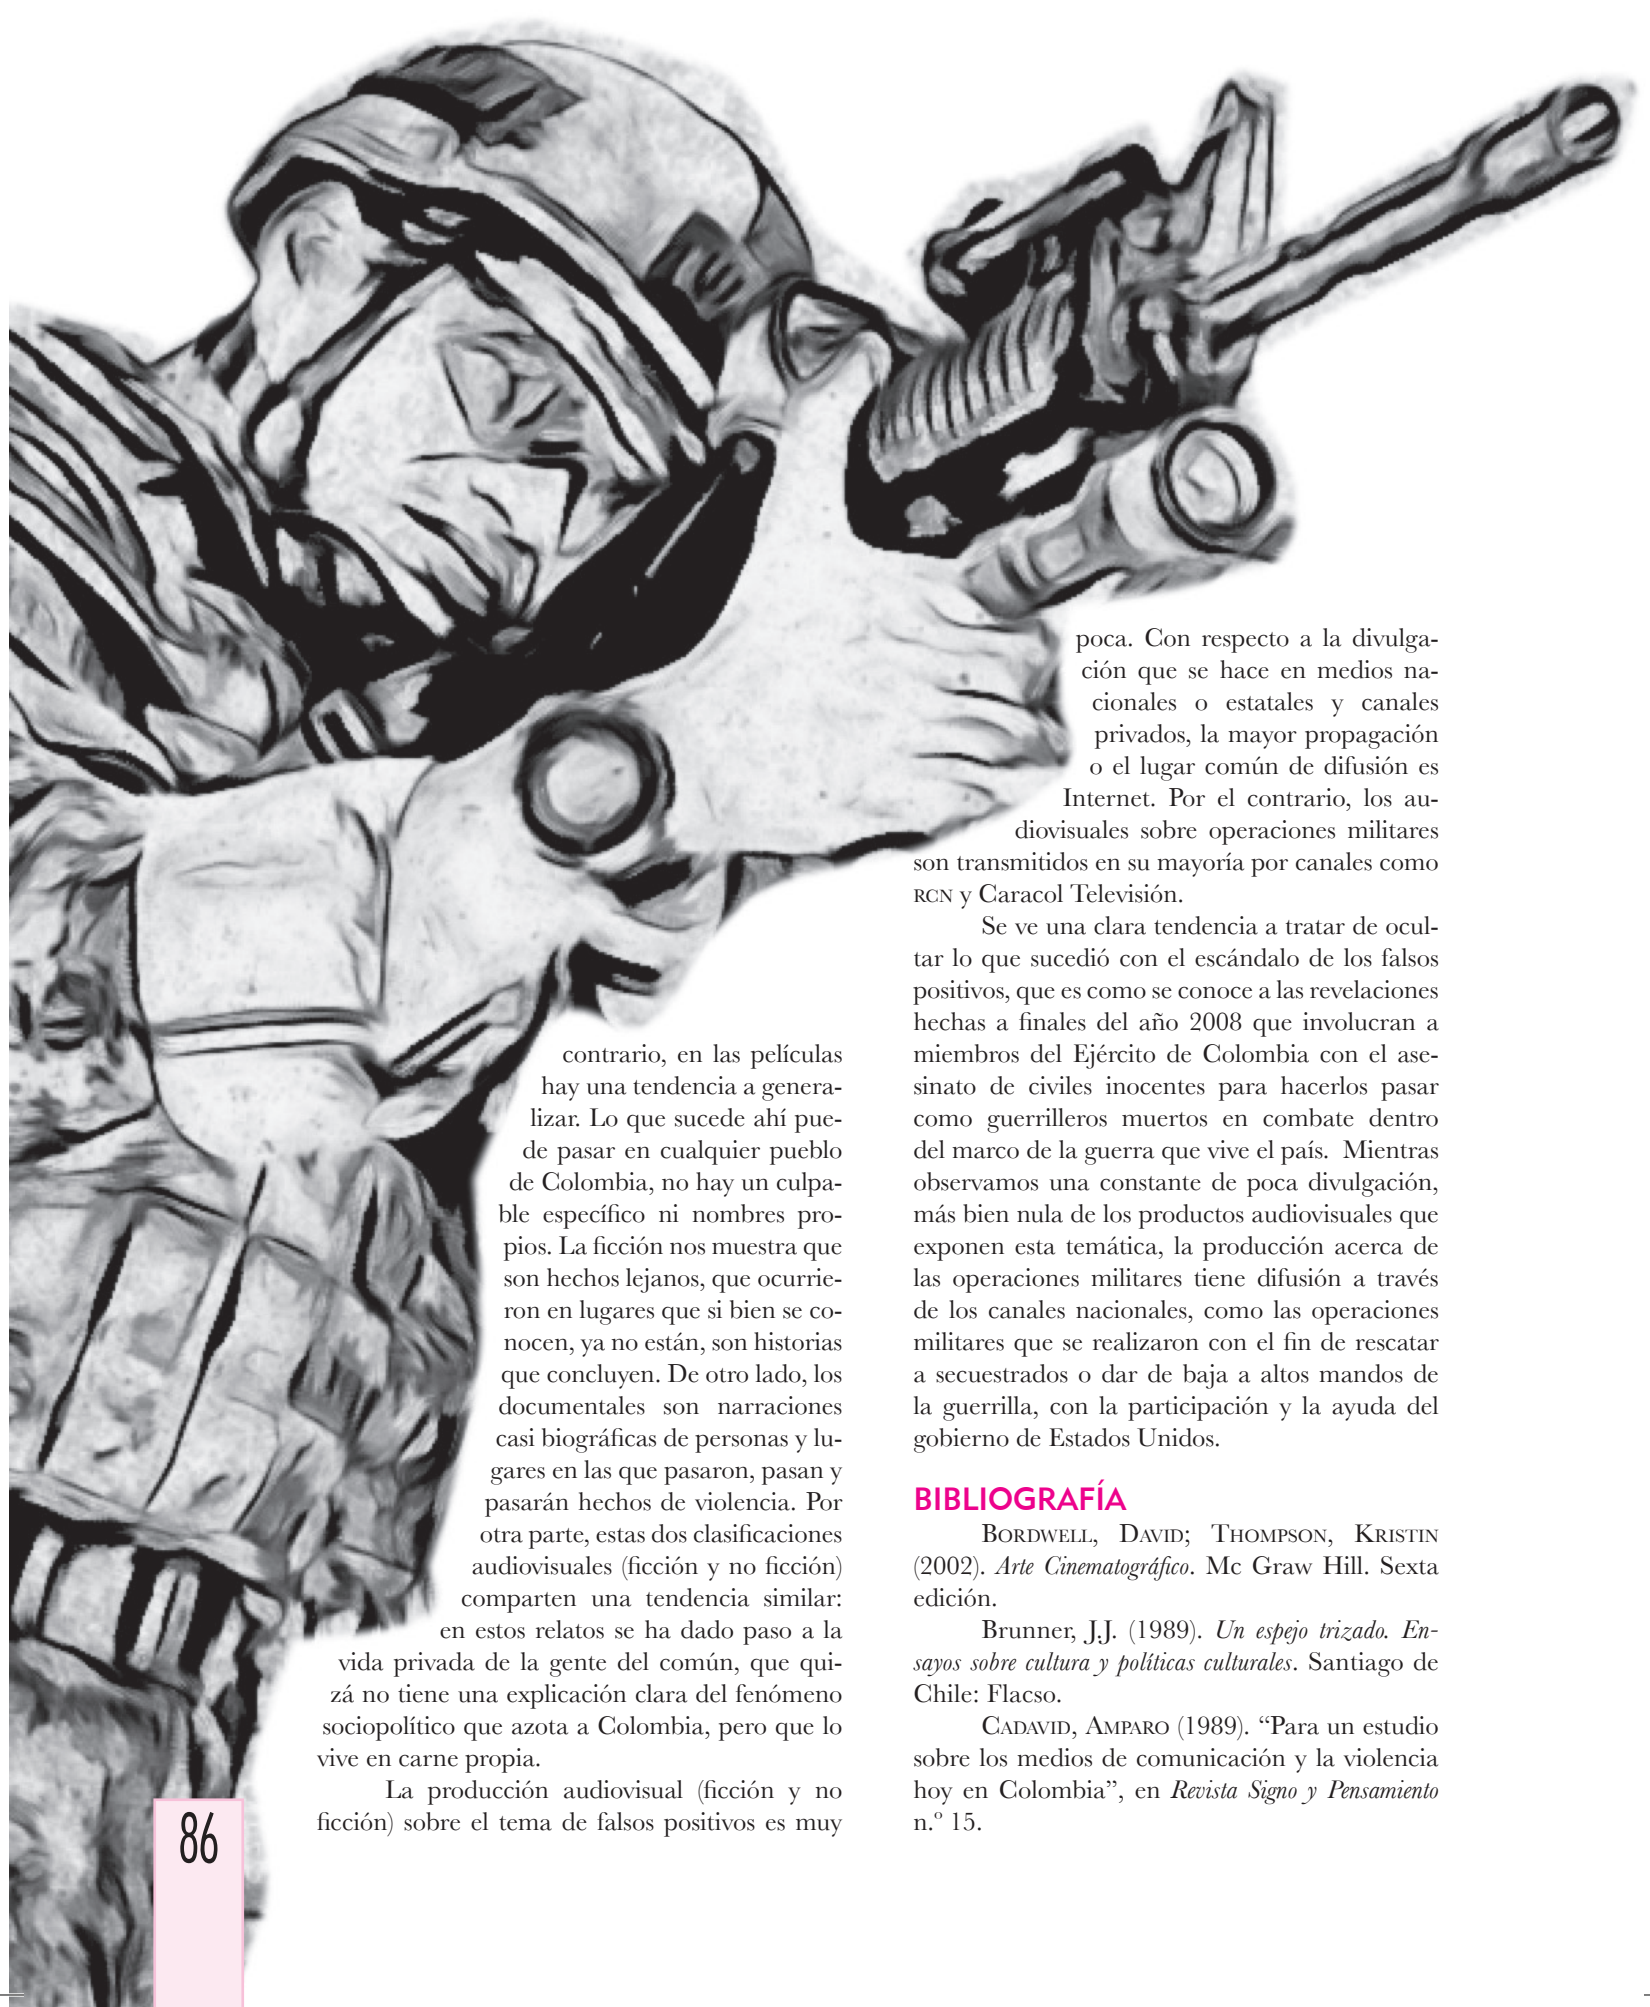 contrario, en las películas
hay una tendencia a genera-
lizar. Lo que sucede ahí pue-
de pasar en cualquier pueblo
de Colombia, no hay un culpa-
ble específico ni nombres pro-
pios. La ficción nos muestra que
son hechos lejanos, que ocurrie-
ron en lugares que si bien se co-
nocen, ya no están, son historias
que concluyen. De otro lado, los
documentales son narraciones
casi biográficas de personas y lu-
gares en las que pasaron, pasan y
pasarán hechos de violencia. Por
otra parte, estas dos clasificaciones
audiovisuales (ficción y no ficción)
comparten una tendencia similar:
en estos relatos se ha dado paso a la
vida privada de la gente del común, que qui-
zá no tiene una explicación clara del fenómeno
sociopolítico que azota a Colombia, pero que lo
vive en carne propia.
La producción audiovisual (ficción y no
ficción) sobre el tema de falsos positivos es muy
poca. Con respecto a la divulga-
ción que se hace en medios na-
cionales o estatales y canales
privados, la mayor propagación
o el lugar común de difusión es
Internet. Por el contrario, los au-
diovisuales sobre operaciones militares
son transmitidos en su mayoría por canales como
RCN y Caracol Televisión.
Se ve una clara tendencia a tratar de ocul-
tar lo que sucedió con el escándalo de los falsos
positivos, que es como se conoce a las revelaciones
hechas a finales del año 2008 que involucran a
miembros del Ejército de Colombia con el ase-
sinato de civiles inocentes para hacerlos pasar
como guerrilleros muertos en combate dentro
del marco de la guerra que vive el país. Mientras
observamos una constante de poca divulgación,
más bien nula de los productos audiovisuales que
exponen esta temática, la producción acerca de
las operaciones militares tiene difusión a través
de los canales nacionales, como las operaciones
militares que se realizaron con el fin de rescatar
a secuestrados o dar de baja a altos mandos de
la guerrilla, con la participación y la ayuda del
gobierno de Estados Unidos.
BIBLIOGRAFÍA
BORDWELL, DAVID; THOMPSON, KRISTIN
(2002). Arte Cinematográfico. Mc Graw Hill. Sexta
edición.
Brunner, J.J. (1989). Un espejo trizado. En-
sayos sobre cultura y políticas culturales. Santiago de
Chile: Flacso.
CADAVID, AMPARO (1989). “Para un estudio
sobre los medios de comunicación y la violencia
hoy en Colombia”, en Revista Signo y Pensamiento
n.º 15.
86